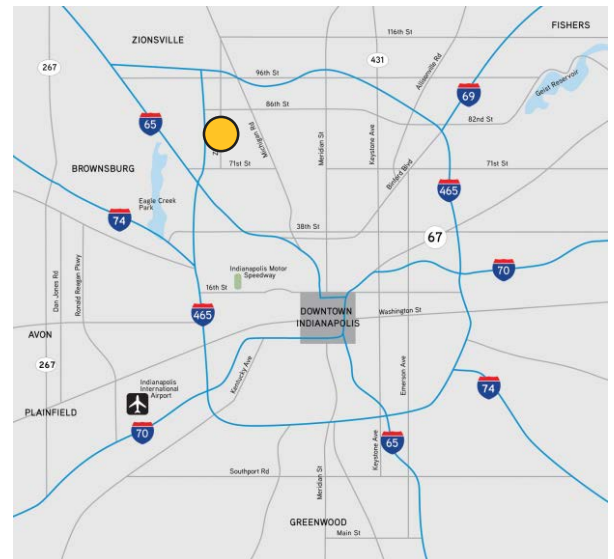 ZIONSVILLE
FISHERS
116th St
267
431
Allisonville Rd
96th St
69
Geist Reservoir
86th St
82nd St
65
Michigan Rd
Meridian St
Keystone Ave
71st St
71st St
Binford Blvd
BROWNSBURG
Eagle Creek
Park
465
74
38th St
67
70
Indianapolis Motor
Speedway
Dan Jones Rd
Ronald Reagan Pkwy
16th St
465
DOWNTOWN
INDIANAPOLIS
Washington St
AVON
267
Kentucky Ave
Emerson Ave
Indianapolis
International
Airport
74
PLAINFIELD
70
Keystone Ave
65
Southport Rd
Meridian St
GREENWOOD
Main St